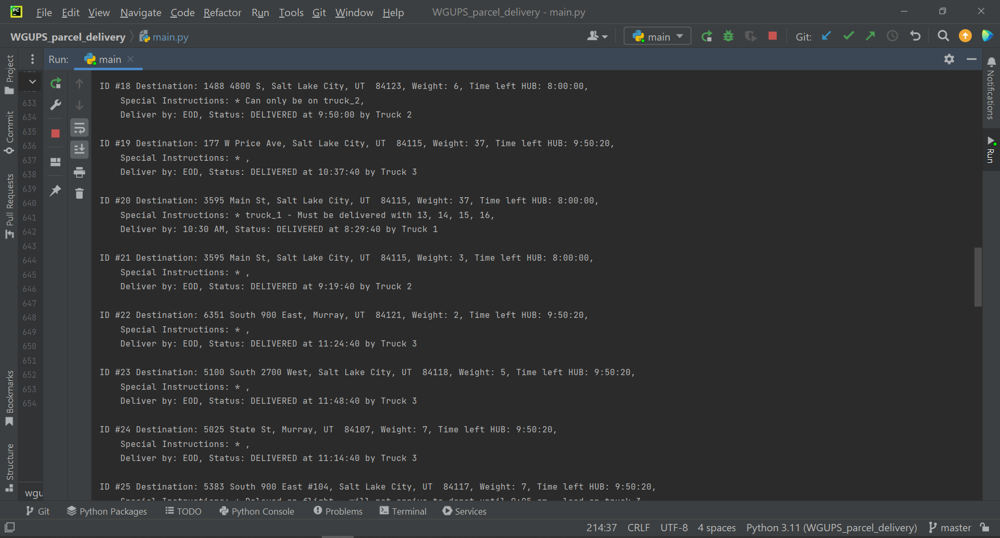 File Edit View Navigate Code Refactor Run Tools Git Window Help WGUPS_parcel_delivery - main.py
WGUPS_parcel_delivery main.py main Git:
Run: main
Project
Commit
Pull Requests
Bookmarks
Structure
Notifications
Run
633
634
635
636
637
638
639
640
641
642
643
644
645
646
647
648
649
650
651
652
653
654
wgu
ID #18 Destination: 1488 4800 S, Salt Lake City, UT  84123, Weight: 6, Time left HUB: 8:00:00,
Special Instructions: * Can only be on truck_2,
Deliver by: EOD, Status: DELIVERED at 9:50:00 by Truck 2
ID #19 Destination: 177 W Price Ave, Salt Lake City, UT  84115, Weight: 37, Time left HUB: 9:50:20,
Special Instructions: * ,
Deliver by: EOD, Status: DELIVERED at 10:37:40 by Truck 3
ID #20 Destination: 3595 Main St, Salt Lake City, UT  84115, Weight: 37, Time left HUB: 8:00:00,
Special Instructions: * truck_1 - Must be delivered with 13, 14, 15, 16,
Deliver by: 10:30 AM, Status: DELIVERED at 8:29:40 by Truck 1
ID #21 Destination: 3595 Main St, Salt Lake City, UT  84115, Weight: 3, Time left HUB: 8:00:00,
Special Instructions: * ,
Deliver by: EOD, Status: DELIVERED at 9:19:40 by Truck 2
ID #22 Destination: 6351 South 900 East, Murray, UT  84121, Weight: 2, Time left HUB: 9:50:20,
Special Instructions: * ,
Deliver by: EOD, Status: DELIVERED at 11:24:40 by Truck 3
ID #23 Destination: 5100 South 2700 West, Salt Lake City, UT  84118, Weight: 5, Time left HUB: 9:50:20,
Special Instructions: * ,
Deliver by: EOD, Status: DELIVERED at 11:48:40 by Truck 3
ID #24 Destination: 5025 State St, Murray, UT  84107, Weight: 7, Time left HUB: 9:50:20,
Special Instructions: * ,
Deliver by: EOD, Status: DELIVERED at 11:14:40 by Truck 3
ID #25 Destination: 5383 South 900 East #104, Salt Lake City, UT  84117, Weight: 7, Time left HUB: 9:50:20,
Git Python Packages TODO Python Console Problems Terminal Services
214:37 CRLF UTF-8 4 spaces Python 3.11 (WGUPS_parcel_delivery) master